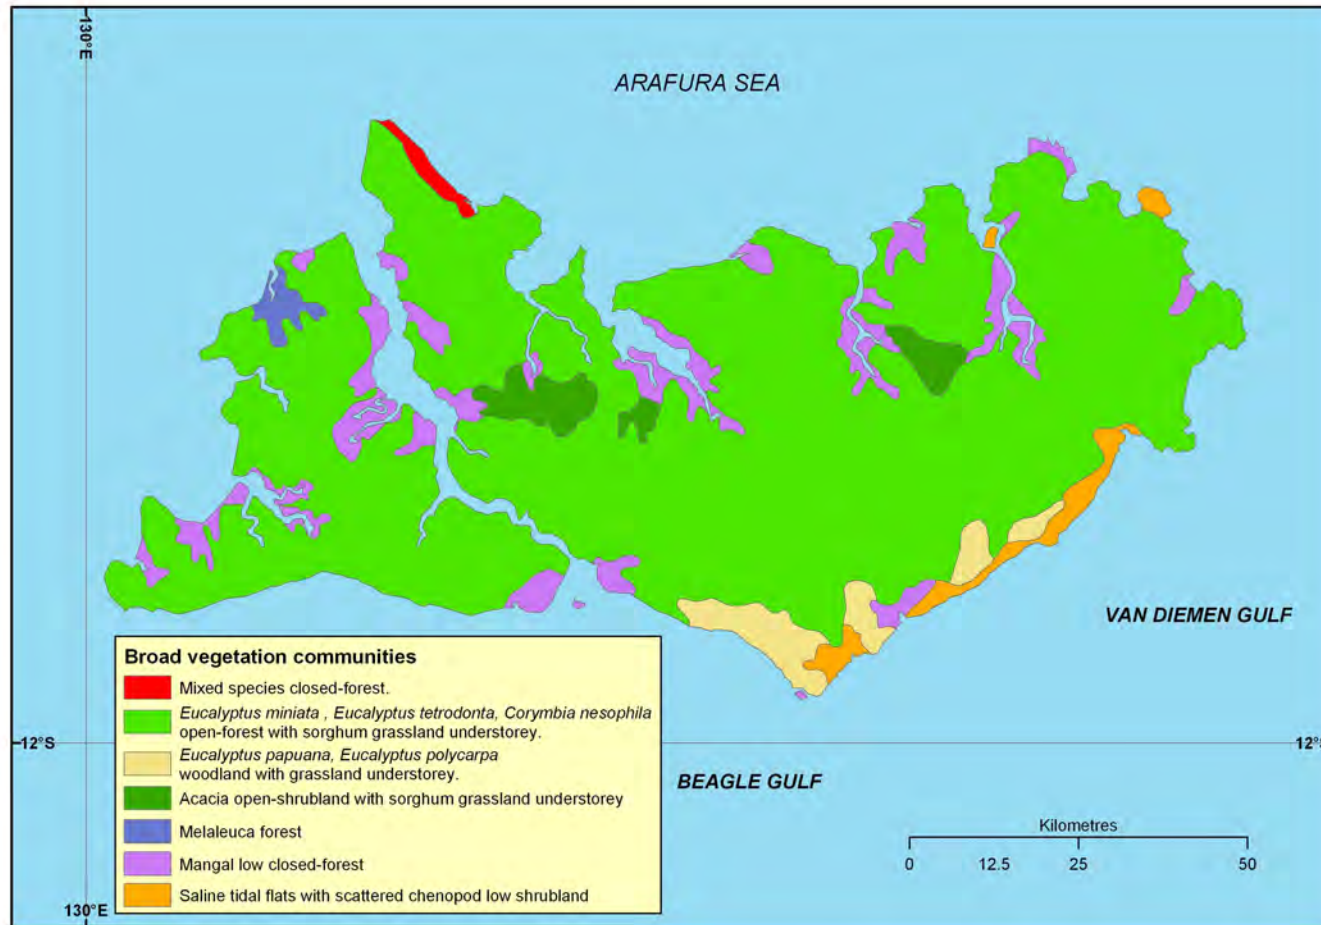 130°E
ARAFURA SEA
VAN DIEMEN GULF
Broad vegetation communities
Mixed species closed-forest.
Eucalyptus miniata , Eucalyptus tetrodonta, Corymbia nesophila
open-forest with sorghum grassland understorey.
Eucalyptus papuana, Eucalyptus polycarpa
woodland with grassland understorey.
Acacia open-shrubland with sorghum grassland understorey
Melaleuca forest
Mangal low closed-forest
Saline tidal flats with scattered chenopod low shrubland
12°S
12°S
BEAGLE GULF
Kilometres
0 12.5 25 50
130°E